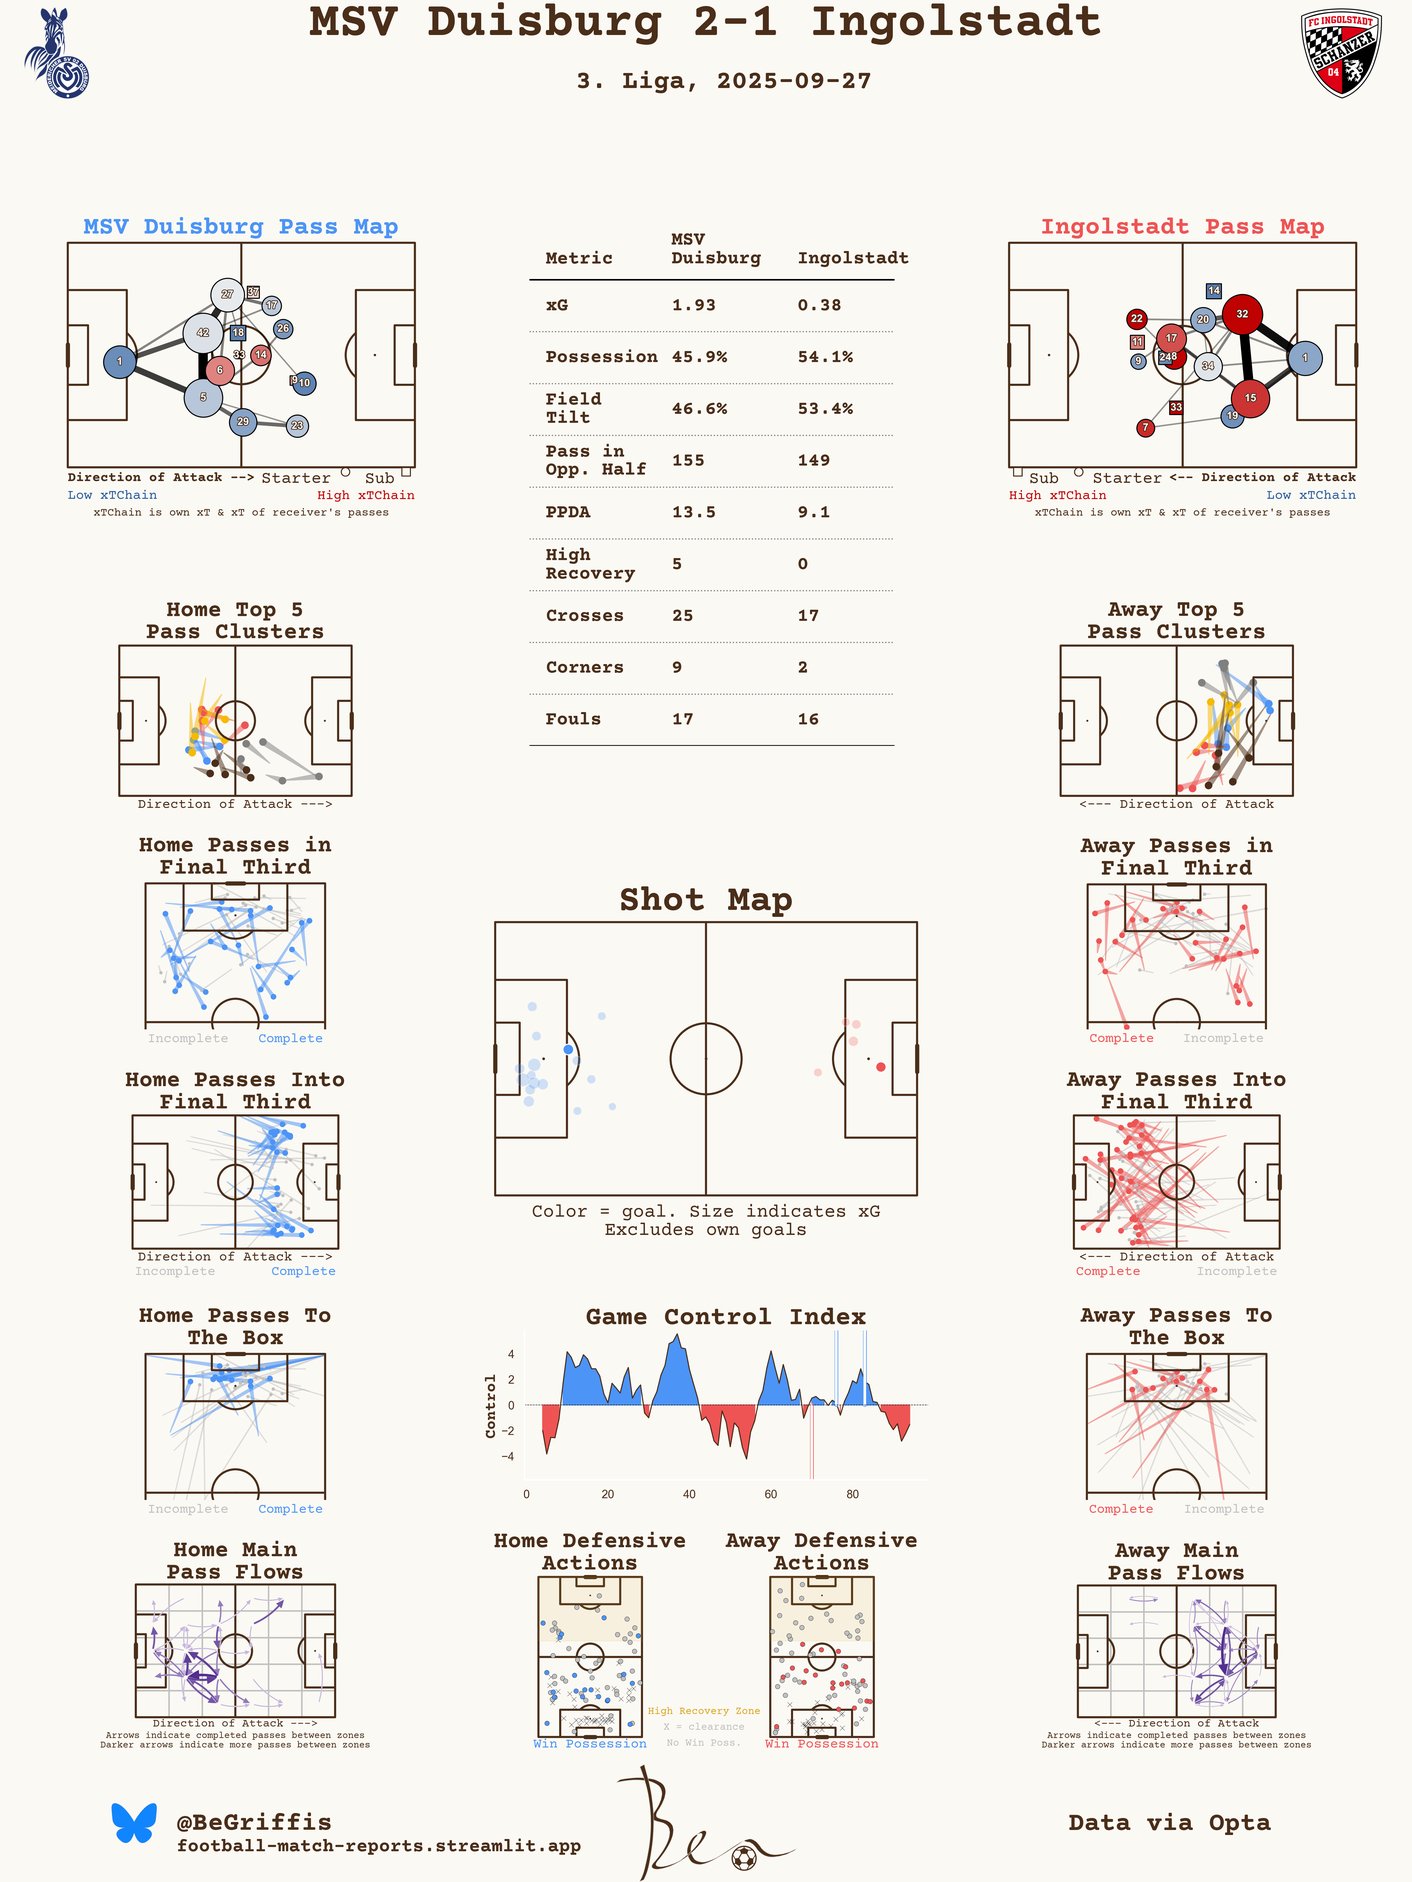 MSV Duisburg 2-1 Ingolstadt
3. Liga, 2025-09-27
FC INGOLSTADT
SCHANZER
04
MSV Duisburg Pass Map
27
37
17
42
18
26
33
14
1
6
9
10
5
29
23
Direction of Attack --> Starter Sub
Low xTChain High xTChain
xTChain is own xT & xT of receiver's passes
Metric MSV Duisburg Ingolstadt
xG 1.93 0.38
Possession 45.9% 54.1%
Field Tilt 46.6% 53.4%
Pass in Opp. Half 155 149
PPDA 13.5 9.1
High Recovery 5 0
Crosses 25 17
Corners 9 2
Fouls 17 16
Ingolstadt Pass Map
14
22
20
32
11
17
9
24
8
34
1
33
15
19
7
Sub Starter <-- Direction of Attack
High xTChain Low xTChain
xTChain is own xT & xT of receiver's passes
Home Top 5
Pass Clusters
Direction of Attack --->
Away Top 5
Pass Clusters
<--- Direction of Attack
Home Passes in
Final Third
Incomplete Complete
Away Passes in
Final Third
Complete Incomplete
Shot Map
Color = goal. Size indicates xG
Excludes own goals
Home Passes Into
Final Third
Direction of Attack --->
Incomplete Complete
Away Passes Into
Final Third
<--- Direction of Attack
Complete Incomplete
Home Passes To
The Box
Incomplete Complete
Game Control Index
Control
4
2
0
−2
−4
0 20 40 60 80
Away Passes To
The Box
Complete Incomplete
Home Main
Pass Flows
Direction of Attack --->
Arrows indicate completed passes between zones
Darker arrows indicate more passes between zones
Home Defensive
Actions
Win Possession
High Recovery Zone
X = clearance
No Win Poss.
Away Defensive
Actions
Win Possession
Away Main
Pass Flows
<--- Direction of Attack
Arrows indicate completed passes between zones
Darker arrows indicate more passes between zones
@BeGriffis
football-match-reports.streamlit.app
Ben
Data via Opta